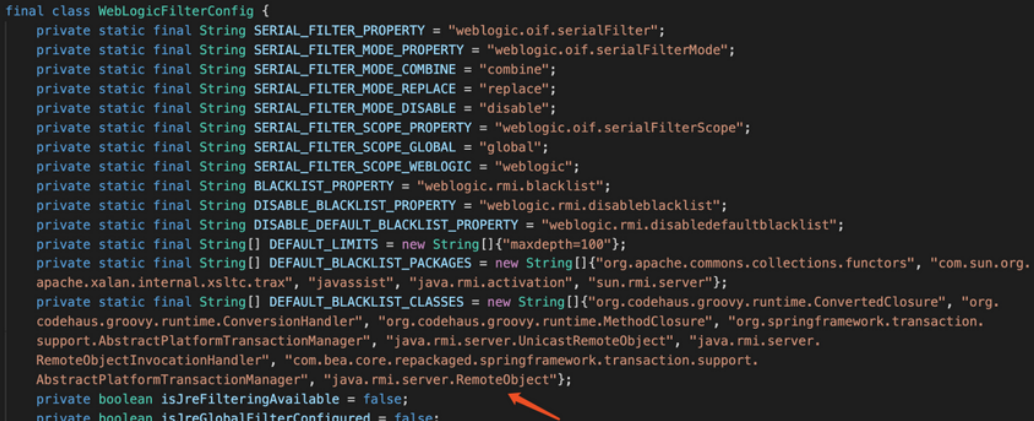 final class WebLogicFilterConfig {
private static final String SERIAL_FILTER_PROPERTY = "weblogic.oif.serialFilter";
private static final String SERIAL_FILTER_MODE_PROPERTY = "weblogic.oif.serialFilterMode";
private static final String SERIAL_FILTER_MODE_COMBINE = "combine";
private static final String SERIAL_FILTER_MODE_REPLACE = "replace";
private static final String SERIAL_FILTER_MODE_DISABLE = "disable";
private static final String SERIAL_FILTER_SCOPE_PROPERTY = "weblogic.oif.serialFilterScope";
private static final String SERIAL_FILTER_SCOPE_GLOBAL = "global";
private static final String SERIAL_FILTER_SCOPE_WEBLOGIC = "weblogic";
private static final String BLACKLIST_PROPERTY = "weblogic.rmi.blacklist";
private static final String DISABLE_BLACKLIST_PROPERTY = "weblogic.rmi.disableblacklist";
private static final String DISABLE_DEFAULT_BLACKLIST_PROPERTY = "weblogic.rmi.disabledefaultblacklist";
private static final String[] DEFAULT_LIMITS = new String[]{"maxdepth=100"};
private static final String[] DEFAULT_BLACKLIST_PACKAGES = new String[]{"org.apache.commons.collections.functors", "com.sun.org.
apache.xalan.internal.xsltc.trax", "javassist", "java.rmi.activation", "sun.rmi.server"};
private static final String[] DEFAULT_BLACKLIST_CLASSES = new String[]{"org.codehaus.groovy.runtime.ConvertedClosure", "org.
codehaus.groovy.runtime.ConversionHandler", "org.codehaus.groovy.runtime.MethodClosure", "org.springframework.transaction.
support.AbstractPlatformTransactionManager", "java.rmi.server.UnicastRemoteObject", "java.rmi.server.
RemoteObjectInvocationHandler", "com.bea.core.repackaged.springframework.transaction.support.
AbstractPlatformTransactionManager", "java.rmi.server.RemoteObject"};
private boolean isJreFilteringAvailable = false;
private boolean isJreGlobalFilterConfigured = false;